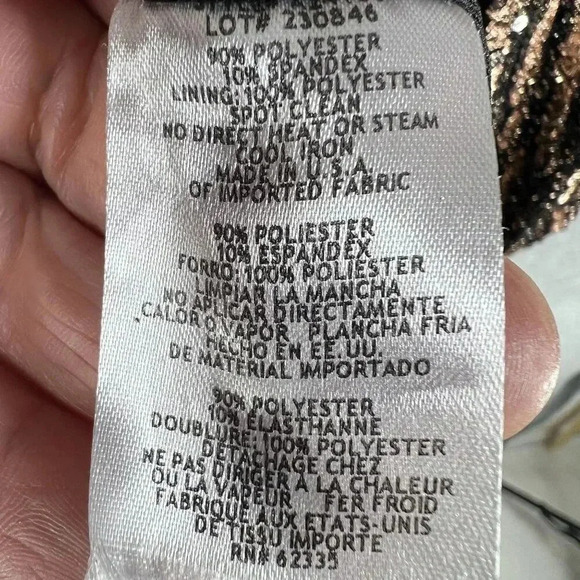 LOT# 230846
90% POLYESTER
10% SPANDEX
LINING: 100% POLYESTER
SPOT CLEAN
NO DIRECT HEAT OR STEAM
COOL IRON
MADE IN U.S.A.
OF IMPORTED FABRIC
90% POLIESTER
10% ESPANDEX
FORRO: 100% POLIESTER
LIMPIAR LA MANCHA
NO APLICAR DIRECTAMENTE
CALOR O VAPOR PLANCHA FRIA
HECHO EN EE.UU.
DE MATERIAL IMPORTADO
90% POLYESTER
10% ELASTHANNE
DOUBLURE: 100% POLYESTER
DETACHAGE CHEZ
NE PAS DIRIGER A LA CHALEUR
OU LA VAPEUR FER FROID
FABRIQUE AUX ETATS-UNIS
DE TISSU IMPORTE
RN# 62335